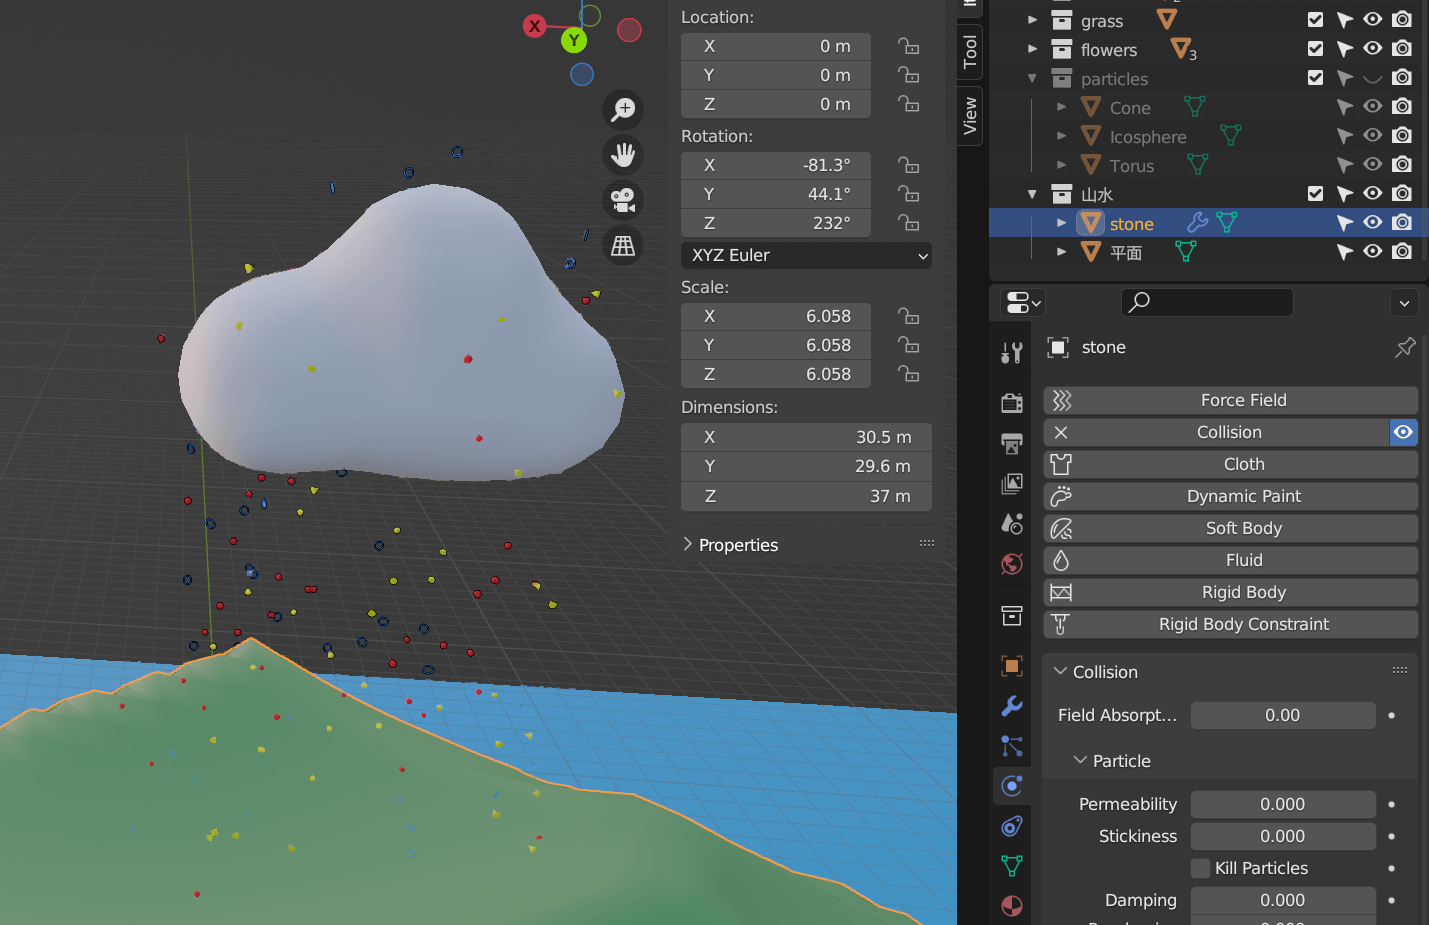 X
Y
Location:
X 0 m
Y 0 m
Z 0 m
Rotation:
X -81.3°
Y 44.1°
Z 232°
XYZ Euler
Scale:
X 6.058
Y 6.058
Z 6.058
Dimensions:
X 30.5 m
Y 29.6 m
Z 37 m
Properties
Tool
View
grass
flowers 3
particles
Cone
Icosphere
Torus
山水
stone
平面
stone
Force Field
Collision
Cloth
Dynamic Paint
Soft Body
Fluid
Rigid Body
Rigid Body Constraint
Collision
Field Absorpt... 0.00
Particle
Permeability 0.000
Stickiness 0.000
Kill Particles
Damping 0.000